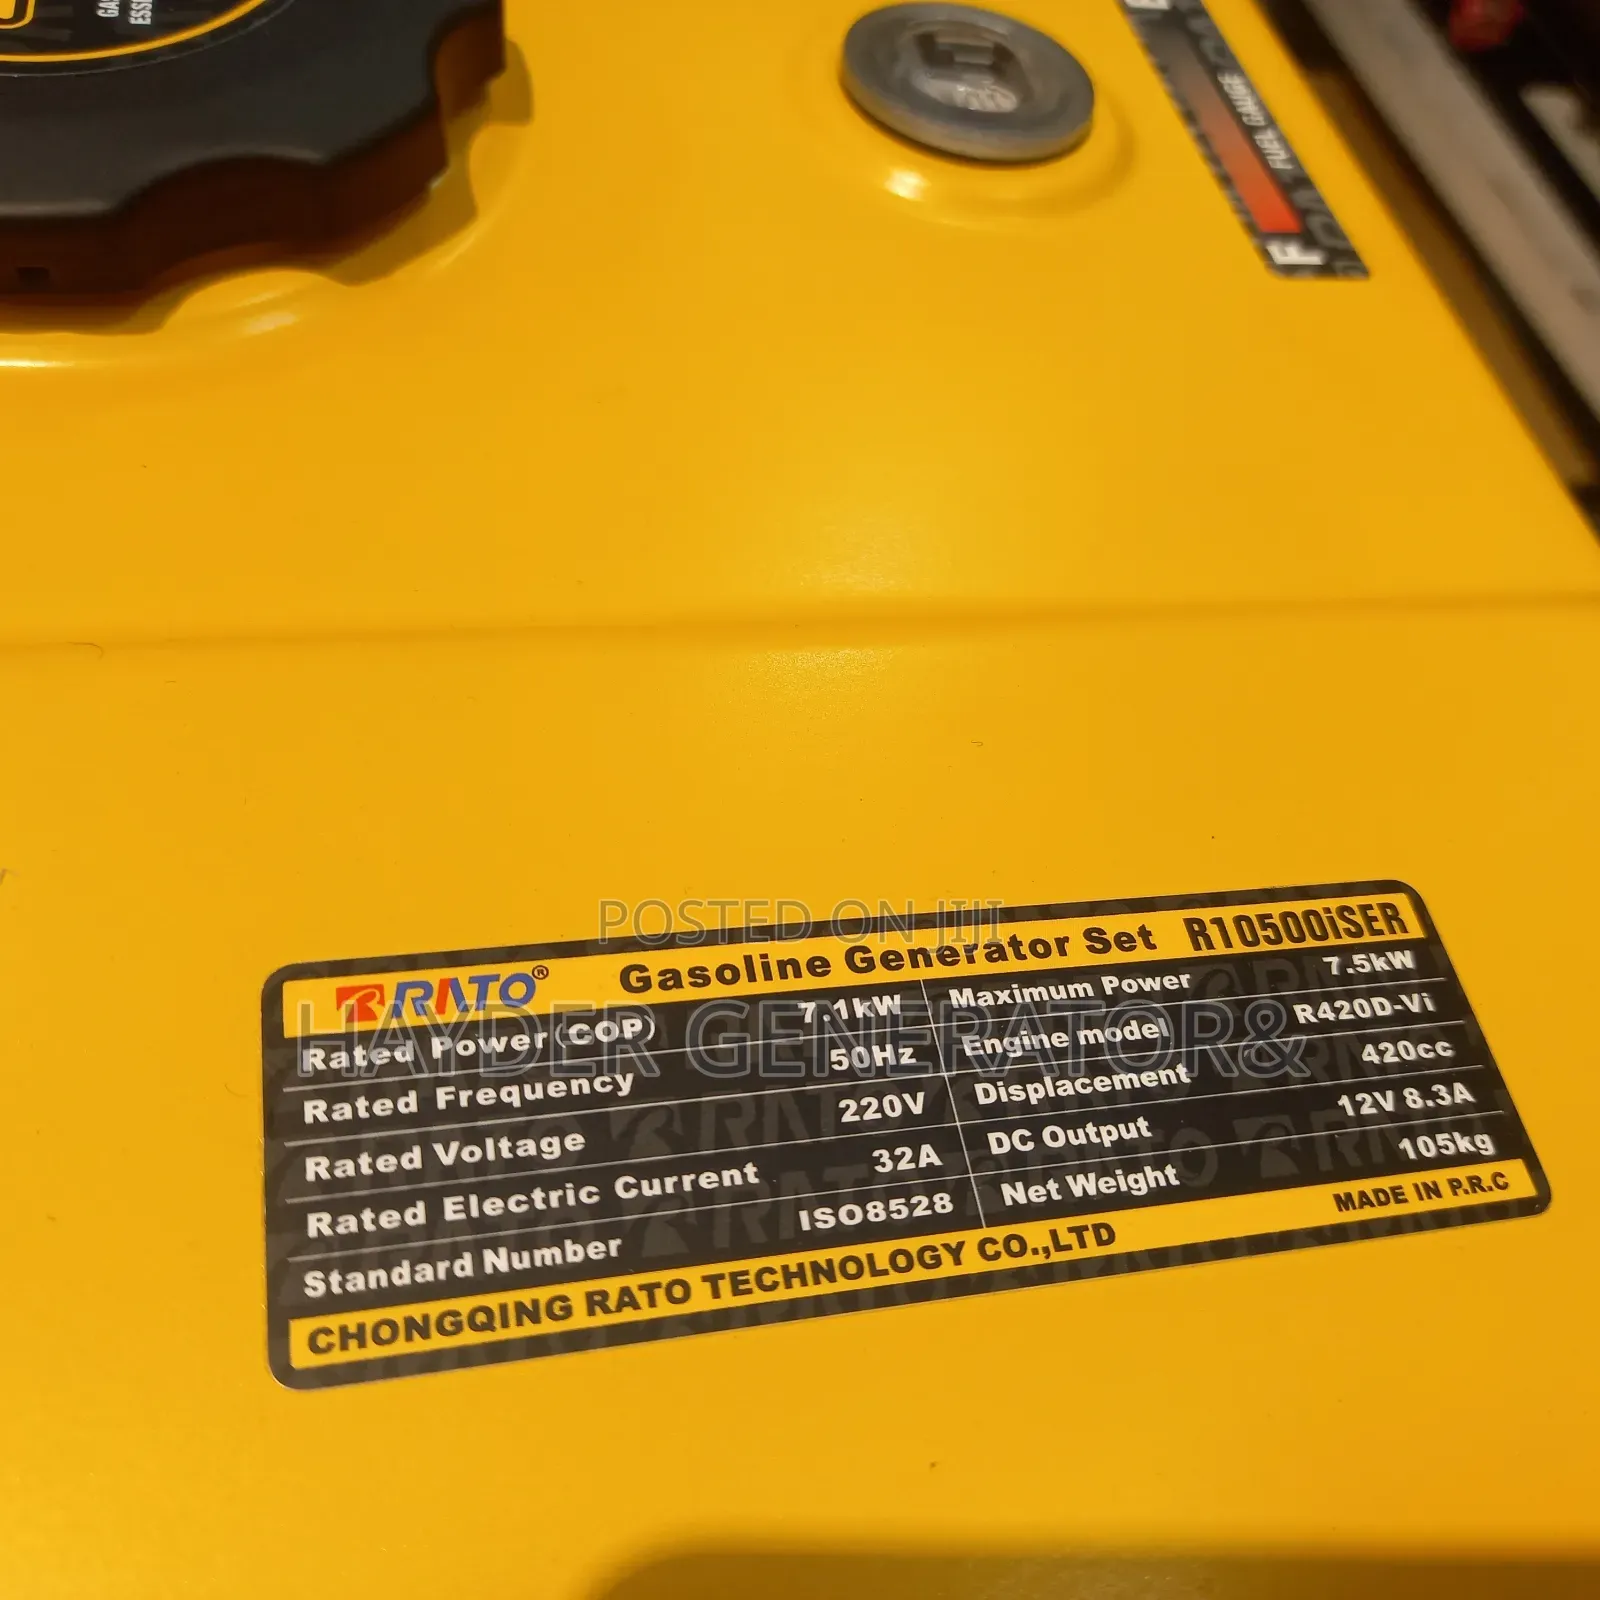 GA
ESSE
E
FUEL GAUGE
F
POSTED ON JIJI
RATO® Gasoline Generator Set R10500iSER
HAYDER GENERATOR&
Rated Power(COP) 7.1kW Maximum Power 7.5kW
Rated Frequency 50Hz Engine model R420D-Vi
Rated Voltage 220V Displacement 420cc
Rated Electric Current 32A DC Output 12V 8.3A
Standard Number ISO8528 Net Weight 105kg
CHONGQING RATO TECHNOLOGY CO.,LTD MADE IN P.R.C